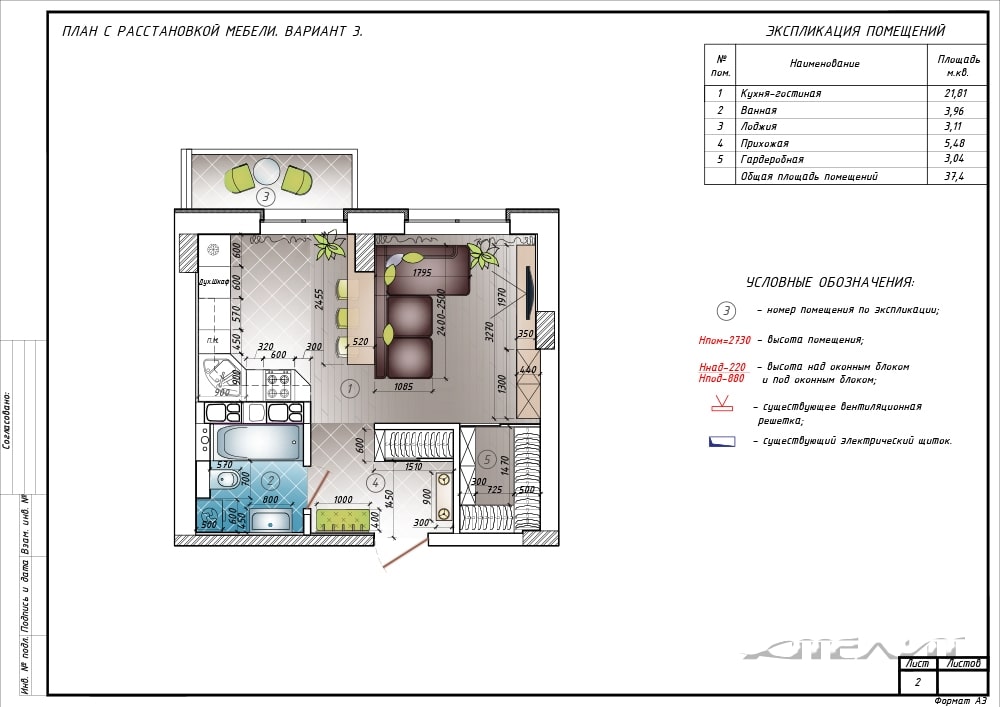 ПЛАН С РАССТАНОВКОЙ МЕБЕЛИ. ВАРИАНТ 3.
ЭКСПЛИКАЦИЯ ПОМЕЩЕНИЙ
№ пом. Наименование Площадь м.кв.
1 Кухня-гостиная 21,81
2 Ванная 3,96
3 Лоджия 3,11
4 Прихожая 5,48
5 Гардеробная 3,04
Общая площадь помещений 37,4
УСЛОВНЫЕ ОБОЗНАЧЕНИЯ:
3 - номер помещения по экспликации;
Hпом=2730 - высота помещения;
Hнад-220 - высота над оконным блоком
Hпод-080 и под оконным блоком;
- существующее вентиляционная
решетка;
- существующий электрический щиток.
3
600
600
Дух.Шкаф
570
450
П.М.
2455
320
600
300
900
900
520
1
1795
2400-2500
1085
1970
3270
350
440
1300
600
1510
4
1450
900
300
1000
400
570
700
2
800
500
600
450
5
1470
300
725
500
Согласовано:
Взам. инв. №
Подпись и дата
Инв. № подл.
СТЕЛИТ
Лист Листов
2
Формат А3